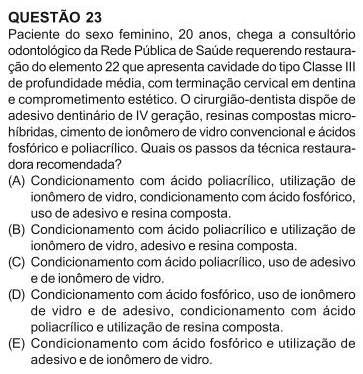 QUESTÃO 23
Paciente do sexo feminino, 20 anos, chega a consultório
odontológico da Rede Pública de Saúde requerendo restaura-
ção do elemento 22 que apresenta cavidade do tipo Classe III
de profundidade média, com terminação cervical em dentina
e comprometimento estético. O cirurgião-dentista dispõe de
adesivo dentinário de IV geração, resinas compostas micro-
híbridas, cimento de ionômero de vidro convencional e ácidos
fosfórico e poliacrílico. Quais os passos da técnica restaura-
dora recomendada?
(A) Condicionamento com ácido poliacrílico, utilização de
ionômero de vidro, condicionamento com ácido fosfórico,
uso de adesivo e resina composta.
(B) Condicionamento com ácido poliacrílico e utilização de
ionômero de vidro, adesivo e resina composta.
(C) Condicionamento com ácido poliacrílico, uso de adesivo
e de ionômero de vidro.
(D) Condicionamento com ácido fosfórico, uso de ionômero
de vidro e de adesivo, condicionamento com ácido
poliacrílico e utilização de resina composta.
(E) Condicionamento com ácido fosfórico e utilização de
adesivo e de ionômero de vidro.